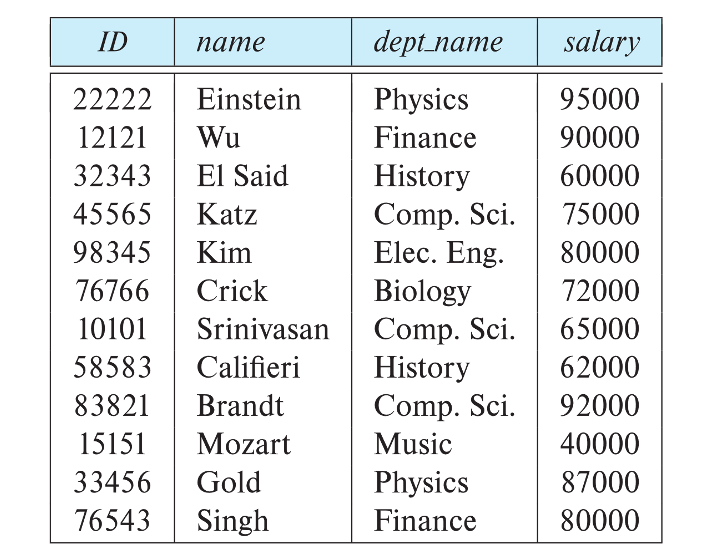 ID name dept_name salary
22222 Einstein Physics 95000
12121 Wu Finance 90000
32343 El Said History 60000
45565 Katz Comp. Sci. 75000
98345 Kim Elec. Eng. 80000
76766 Crick Biology 72000
10101 Srinivasan Comp. Sci. 65000
58583 Califieri History 62000
83821 Brandt Comp. Sci. 92000
15151 Mozart Music 40000
33456 Gold Physics 87000
76543 Singh Finance 80000